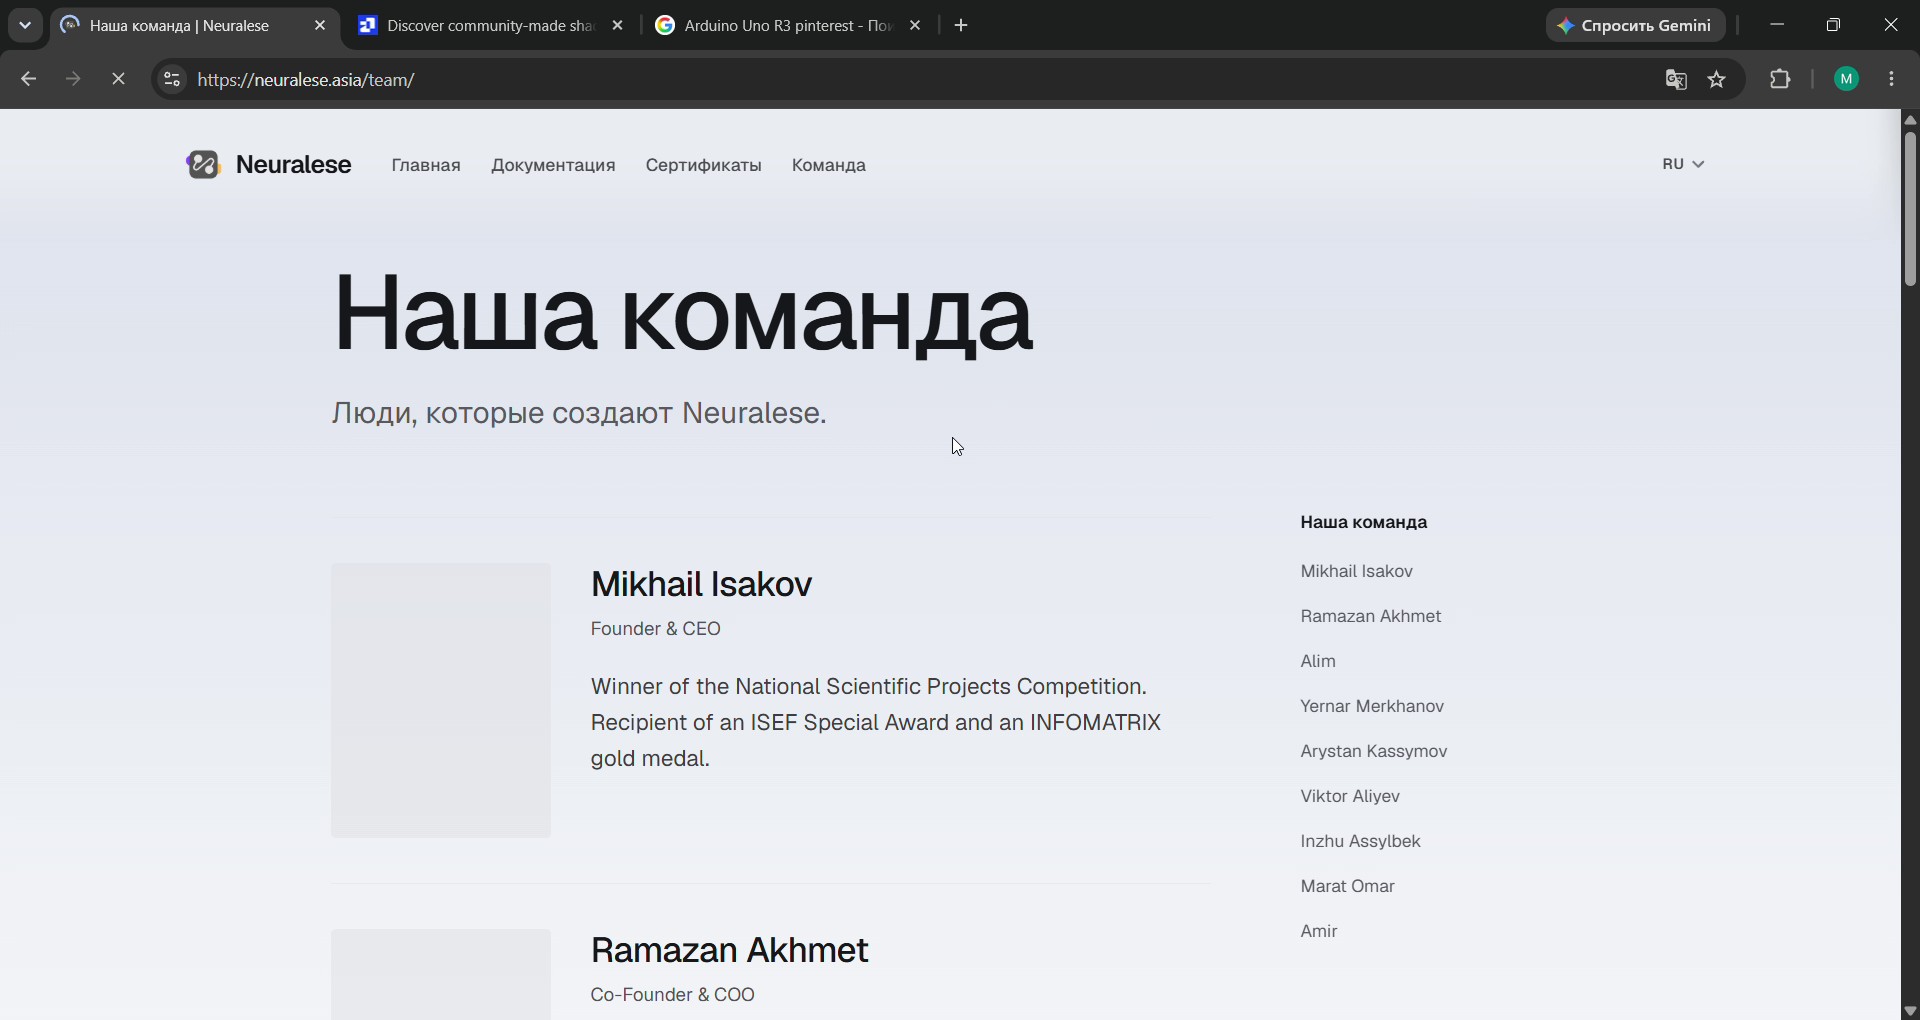 Наша команда | Neuralese
Discover community-made sha
Arduino Uno R3 pinterest - Пои
Спросить Gemini
https://neuralese.asia/team/
M
Neuralese
Главная
Документация
Сертификаты
Команда
RU
Наша команда
Люди, которые создают Neuralese.
Mikhail Isakov
Founder & CEO
Winner of the National Scientific Projects Competition.
Recipient of an ISEF Special Award and an INFOMATRIX
gold medal.
Ramazan Akhmet
Co-Founder & COO
Наша команда
Mikhail Isakov
Ramazan Akhmet
Alim
Yernar Merkhanov
Arystan Kassymov
Viktor Aliyev
Inzhu Assylbek
Marat Omar
Amir